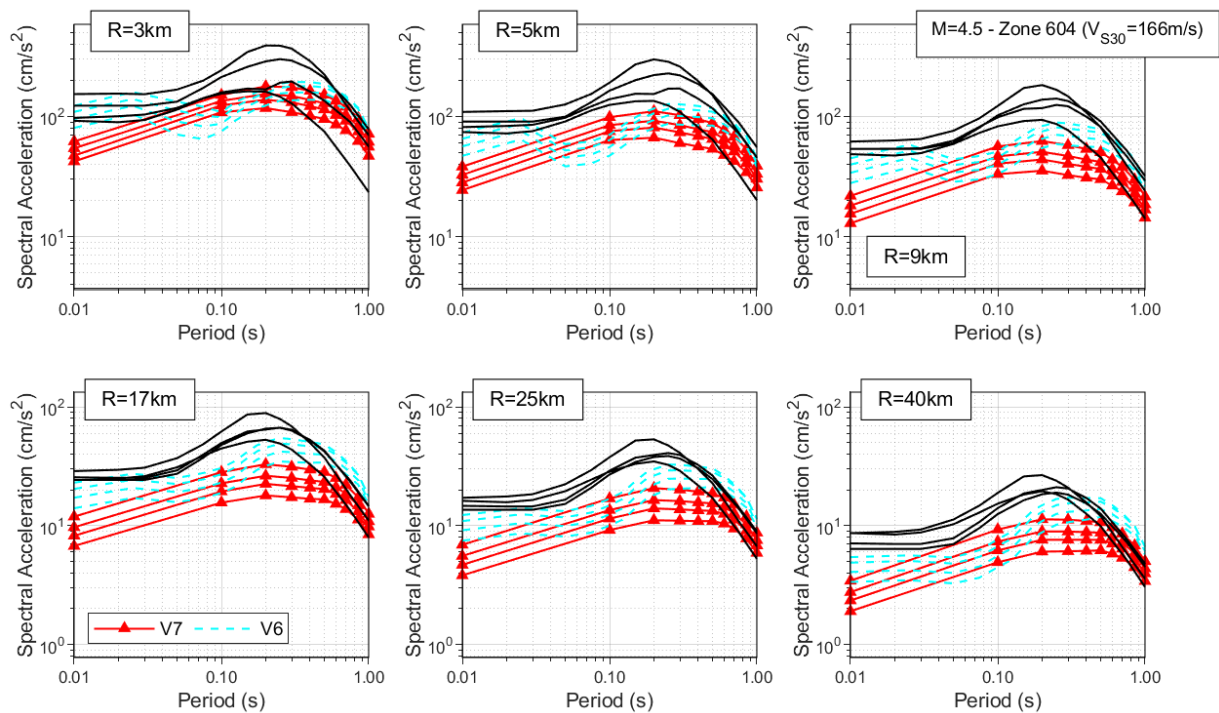 R=3km
R=5km
M=4.5 - Zone 604 (V_S30=166m/s)
Spectral Acceleration (cm/s²)
10²
10¹
0.01 0.10 1.00
Period (s)
Spectral Acceleration (cm/s²)
10²
10¹
0.01 0.10 1.00
Period (s)
Spectral Acceleration (cm/s²)
10²
10¹
R=9km
0.01 0.10 1.00
Period (s)
R=17km
R=25km
R=40km
Spectral Acceleration (cm/s²)
10²
10¹
10⁰
V7 V6
0.01 0.10 1.00
Period (s)
Spectral Acceleration (cm/s²)
10²
10¹
10⁰
0.01 0.10 1.00
Period (s)
Spectral Acceleration (cm/s²)
10²
10¹
10⁰
0.01 0.10 1.00
Period (s)